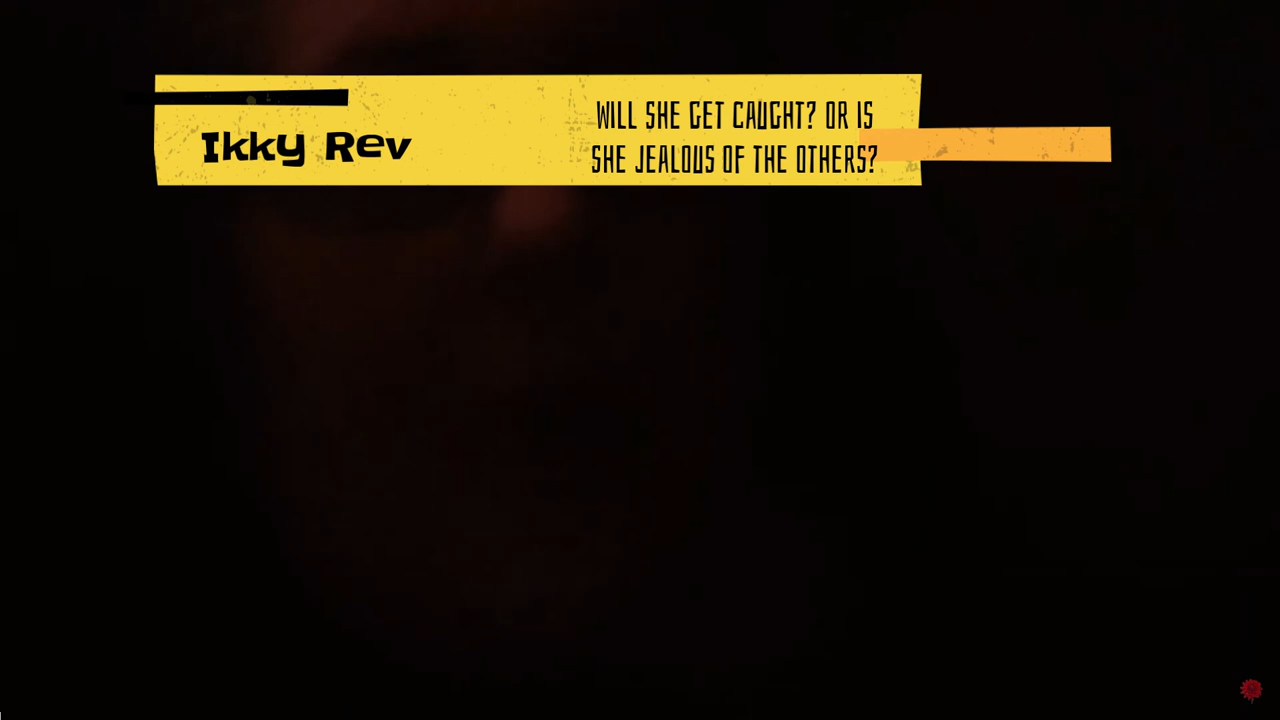 Ikky Rev
WILL SHE GET CAUGHT? OR IS
SHE JEALOUS OF THE OTHERS?